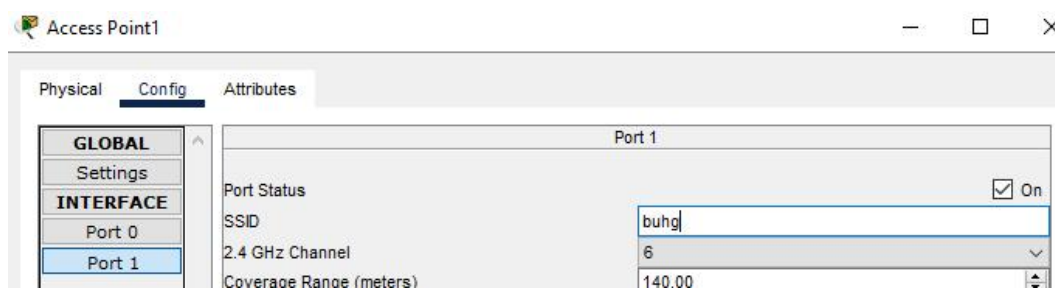 Access Point1
Physical Config Attributes
GLOBAL
Settings
INTERFACE
Port 0
Port 1
Port 1
Port Status On
SSID buhg
2.4 GHz Channel 6
Coverage Range (meters) 140.00